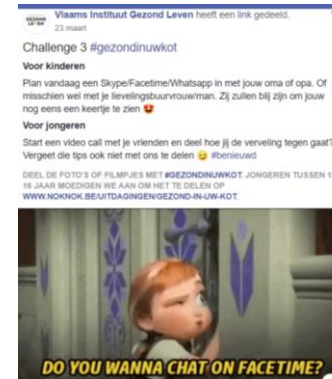 Vlaams Instituut Gezond Leven heeft een link gedeeld.
23 maart
Challenge 3 #gezondinuwkot
Voor kinderen
Plan vandaag een Skype/Facetime/Whatsapp in met jouw oma of opa. Of
misschien wel met je lievelingsbuurvrouw/man. Zij zullen blij zijn om jouw
nog eens een keertje te zien 😍
Voor jongeren
Start een video call met je vrienden en deel hoe jij de verveling tegen gaat?
Vergeet die tips ook niet met ons te delen 😉 #benieuwd
DEEL DE FOTO'S OF FILMPJES MET #GEZONDINUWKOT. JONGEREN TUSSEN
16 JAAR MOEDIGEN WE AAN OM HET TE DELEN OP
WWW.NOKNOK.BE/UITDAGINGEN/GEZOND-IN-UW-KOT.
DO YOU WANNA CHAT ON FACETIME?